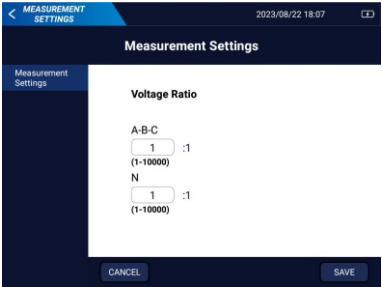 MEASUREMENT
SETTINGS
2023/08/22 18:07
Measurement Settings
Measurement
Settings
Voltage Ratio
A-B-C
1 :1
(1-10000)
N
1 :1
(1-10000)
CANCEL
SAVE